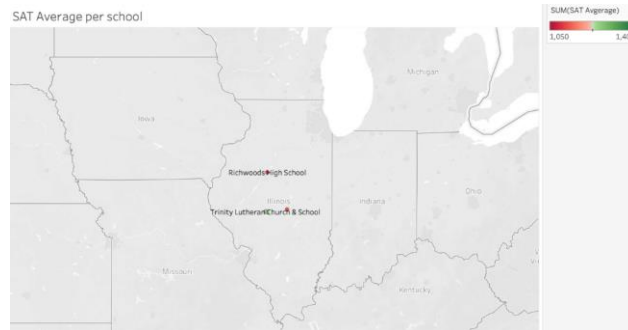 SAT Average per school
SUM(SAT Avgerage)
1,050
Michigan
Iowa
Richwoods High School
Illinois
Indiana
Ohio
Trinity Lutheran Church & School
Missouri
Kentucky